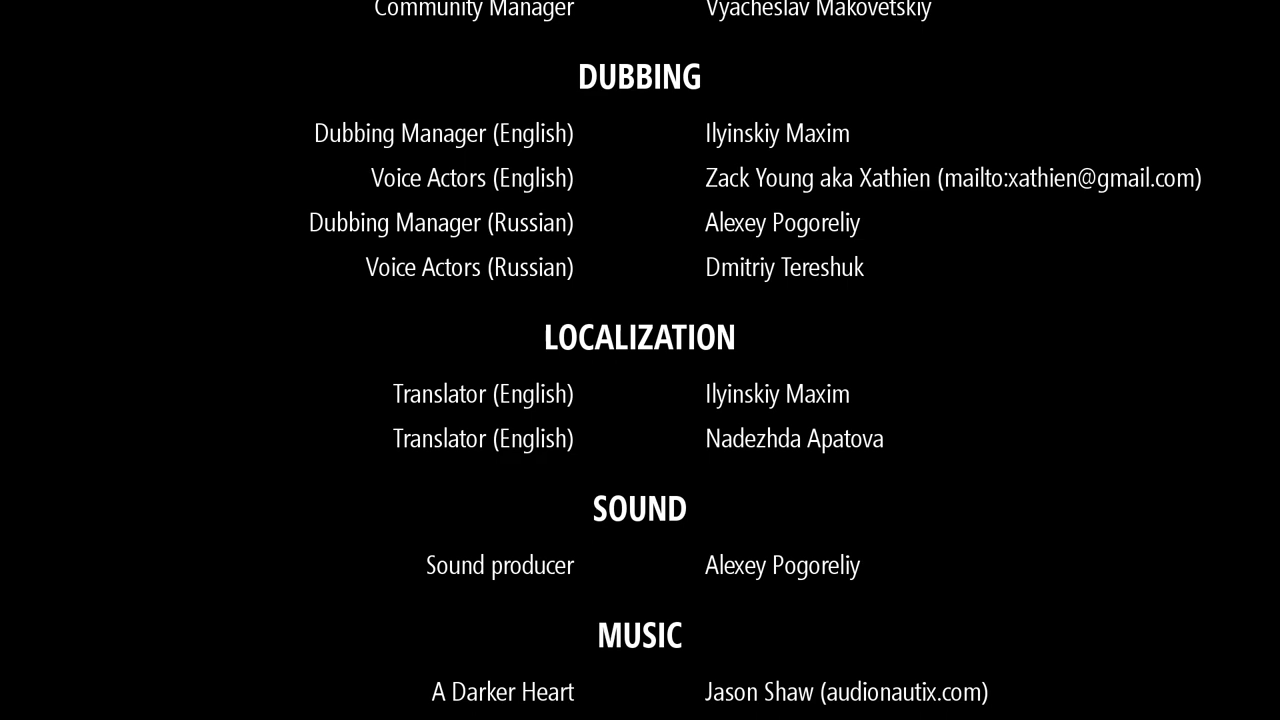 Community Manager Vyacheslav Makovetskiy
DUBBING
Dubbing Manager (English) Ilyinskiy Maxim
Voice Actors (English) Zack Young aka Xathien (mailto:xathien@gmail.com)
Dubbing Manager (Russian) Alexey Pogoreliy
Voice Actors (Russian) Dmitriy Tereshuk
LOCALIZATION
Translator (English) Ilyinskiy Maxim
Translator (English) Nadezhda Apatova
SOUND
Sound producer Alexey Pogoreliy
MUSIC
A Darker Heart Jason Shaw (audionautix.com)